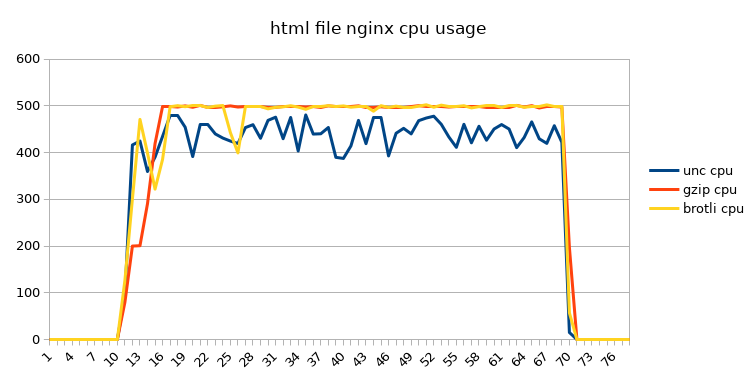 html file nginx cpu usage
600
500
400
300
200
100
0
1 4 7 10 13 16 19 22 25 28 31 34 37 40 43 46 49 52 55 58 61 64 67 70 73 76
unc cpu
gzip cpu
brotli cpu